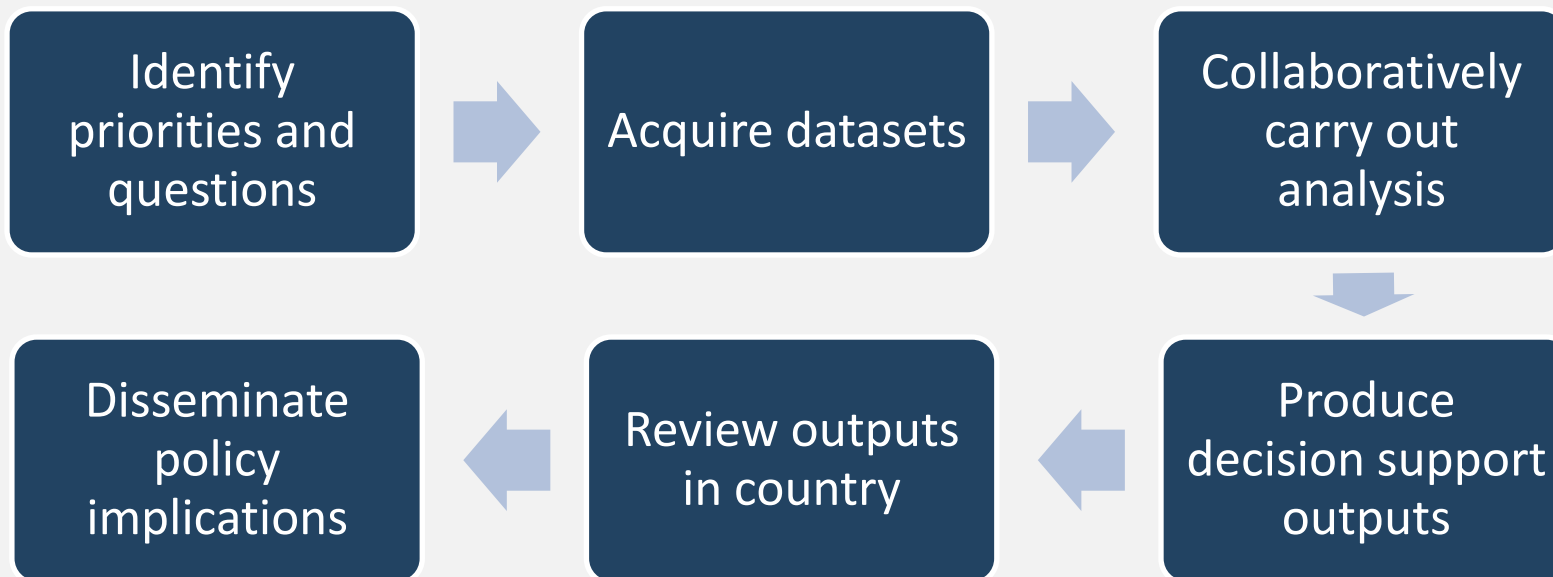 Identify
priorities and
questions
Acquire datasets
Collaboratively
carry out
analysis
Produce
decision support
outputs
Review outputs
in country
Disseminate
policy
implications